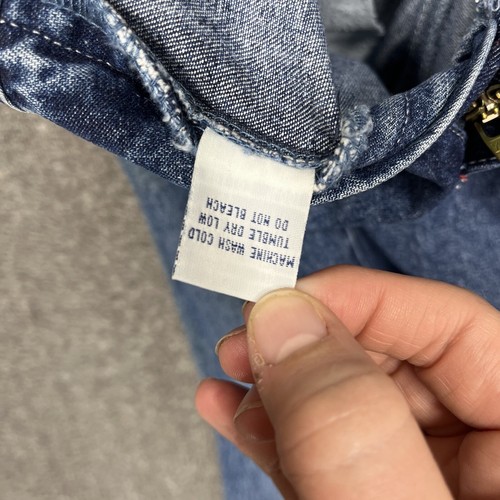 MACHINE WASH COLD
TUMBLE DRY LOW
DO NOT BLEACH